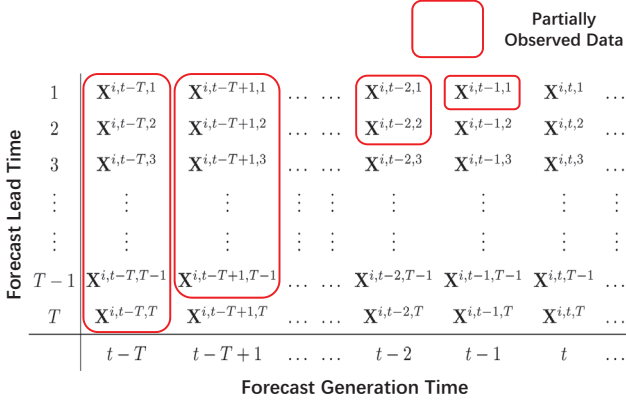 Partially
Observed Data
Forecast Lead Time
1 X^{i,t−T,1} X^{i,t−T+1,1} … … X^{i,t−2,1} X^{i,t−1,1} X^{i,t,1} …
2 X^{i,t−T,2} X^{i,t−T+1,2} … … X^{i,t−2,2} X^{i,t−1,2} X^{i,t,2} …
3 X^{i,t−T,3} X^{i,t−T+1,3} … … X^{i,t−2,3} X^{i,t−1,3} X^{i,t,3} …
⋮ ⋮ ⋮ ⋮ ⋮ ⋮ ⋮ ⋮ ⋮
⋮ ⋮ ⋮ ⋮ ⋮ ⋮ ⋮ ⋮ ⋮
T − 1 X^{i,t−T,T−1} X^{i,t−T+1,T−1} … … X^{i,t−2,T−1} X^{i,t−1,T−1} X^{i,t,T−1} …
T X^{i,t−T,T} X^{i,t−T+1,T} … … X^{i,t−2,T} X^{i,t−1,T} X^{i,t,T} …
t − T t − T + 1 … … t − 2 t − 1 t …
Forecast Generation Time